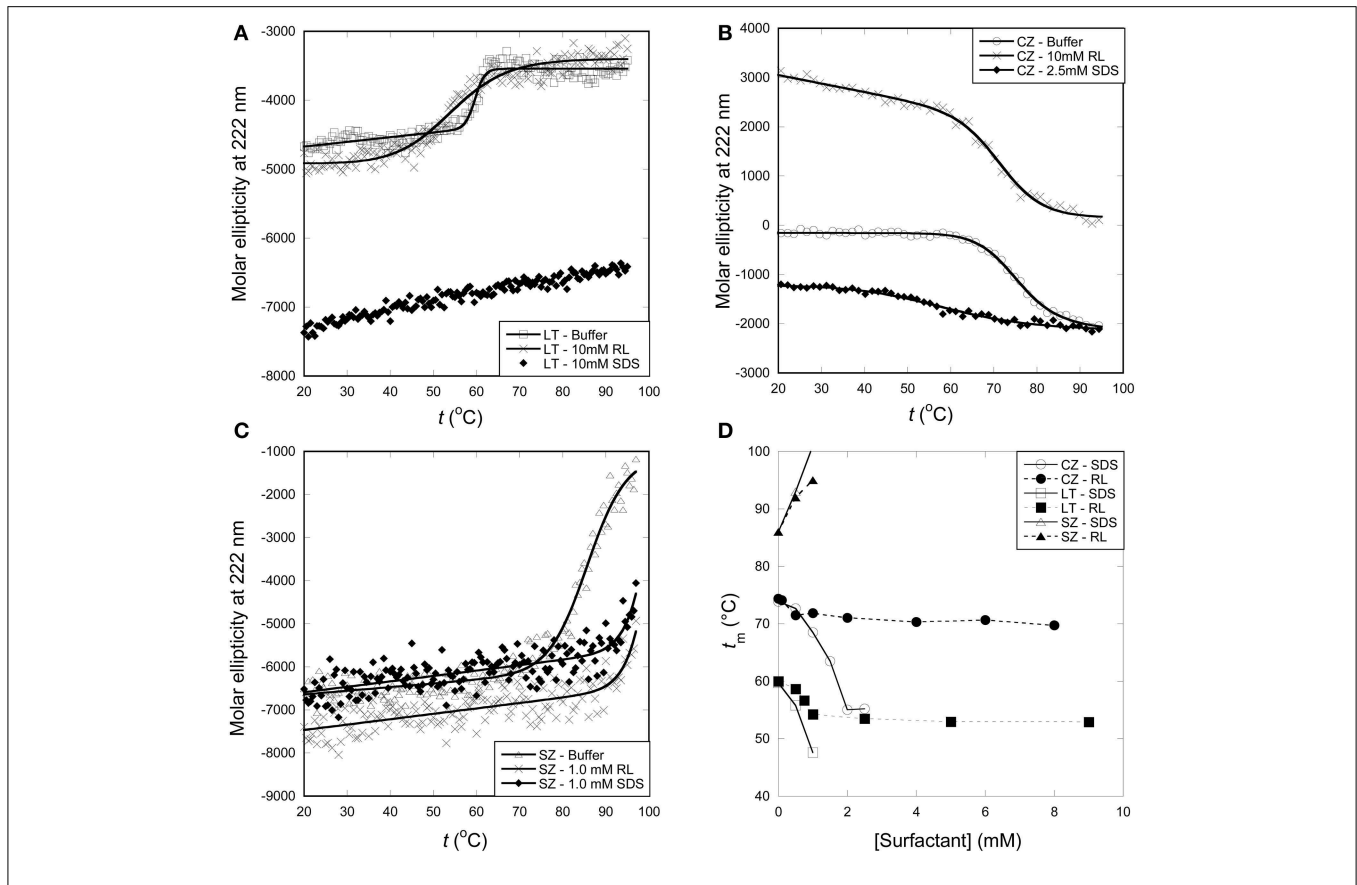 A
-3000
-4000
-5000
-6000
-7000
-8000
Molar ellipticity at 222 nm
20 30 40 50 60 70 80 90 100
t (°C)
LT - Buffer
LT - 10mM RL
LT - 10mM SDS
B
4000
3000
2000
1000
0
-1000
-2000
-3000
Molar ellipticity at 222 nm
20 30 40 50 60 70 80 90 100
t (°C)
CZ - Buffer
CZ - 10mM RL
CZ - 2.5mM SDS
C
-1000
-2000
-3000
-4000
-5000
-6000
-7000
-8000
-9000
Molar ellipticity at 222 nm
20 30 40 50 60 70 80 90 100
t (°C)
SZ - Buffer
SZ - 1.0 mM RL
SZ - 1.0 mM SDS
D
100
90
80
70
60
50
40
tm (°C)
0 2 4 6 8 10
[Surfactant] (mM)
CZ - SDS
CZ - RL
LT - SDS
LT - RL
SZ - SDS
SZ - RL